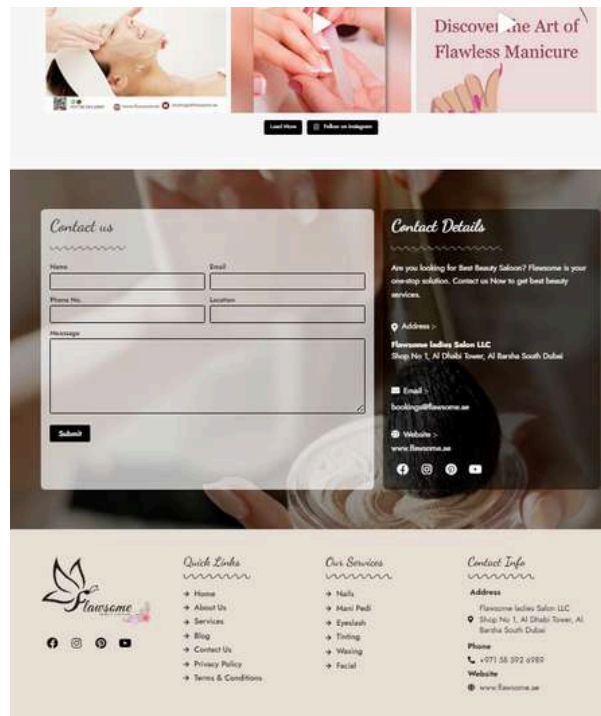 Discover the Art of
Flawless Manicure
Load More
Follow on Instagram
Contact us
Name
Email
Phone No.
Location
Message
Submit
Contact Details
Are you looking for Best Beauty Saloon? Flawsome is your
one-stop solution. Contact us Now to get best beauty
services.
Address :-
Flawsome ladies Salon LLC
Shop No 1, Al Dhabi Tower, Al Barsha South Dubai
Email :-
bookings@flawsome.ae
Website :-
www.flawsome.ae
Flawsome
Quick Links
Home
About Us
Services
Blog
Contact Us
Privacy Policy
Terms & Conditions
Our Services
Nails
Mani Pedi
Eyeslash
Tinting
Waxing
Facial
Contact Info
Address
Flawsome ladies Salon LLC
Shop No 1, Al Dhabi Tower, Al
Barsha South Dubai
Phone
+971 58 592 6989
Website
www.flawsome.ae